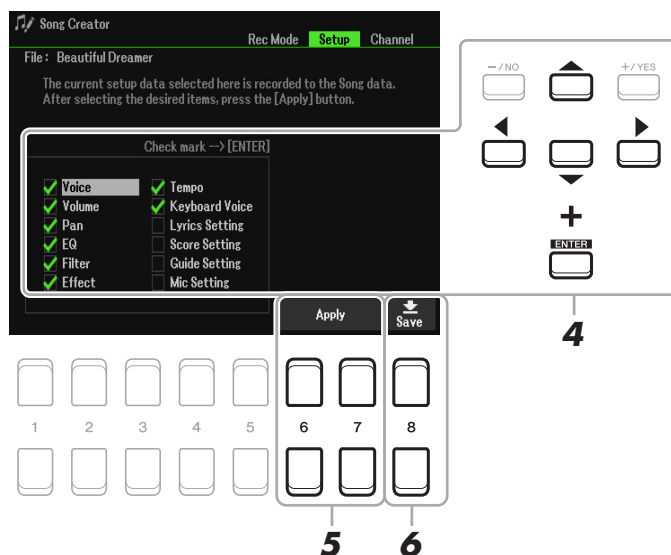 Song Creator
Rec Mode Setup Channel
File : Beautiful Dreamer
The current setup data selected here is recorded to the Song data.
After selecting the desired items, press the [Apply] button.
Check mark --> [ENTER]
Voice Tempo
Volume Keyboard Voice
Pan Lyrics Setting
EQ Score Setting
Filter Guide Setting
Effect Mic Setting
Apply Save
–/NO +/YES
+
ENTER
4
1 2 3 4 5 6 7 8
5 6